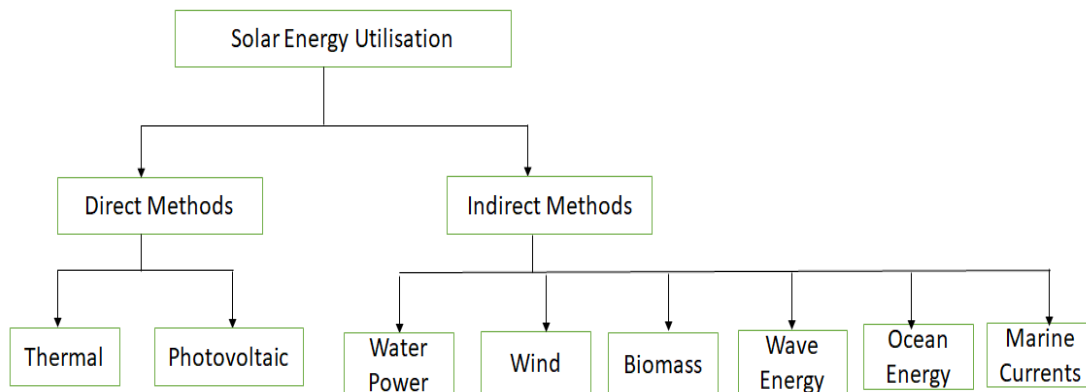 Solar Energy Utilisation
Direct Methods
Indirect Methods
Thermal
Photovoltaic
Water
Power
Wind
Biomass
Wave
Energy
Ocean
Energy
Marine
Currents